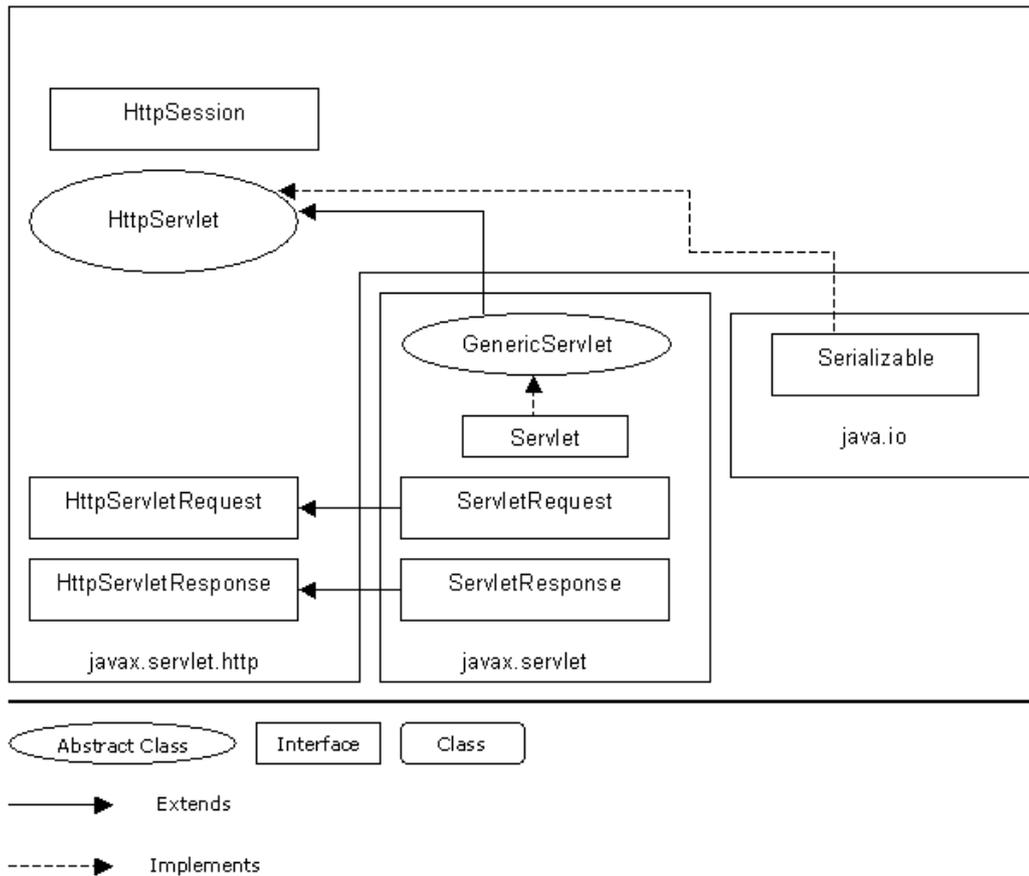 HttpSession
HttpServlet
GenericServlet
Serializable
java.io
Servlet
HttpServletRequest
ServletRequest
HttpServletResponse
ServletResponse
javax.servlet.http
javax.servlet
Abstract Class
Interface
Class
Extends
Implements